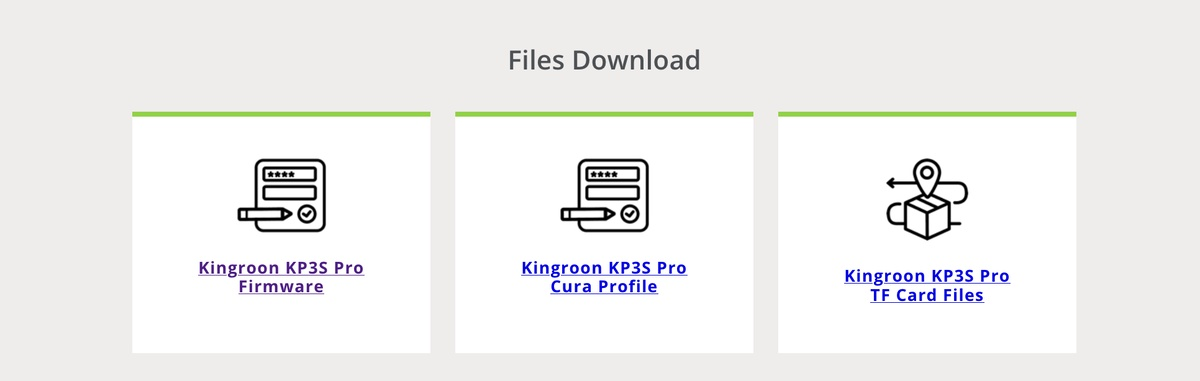 Files Download
****
****
Kingroon KP3S Pro
Firmware
Kingroon KP3S Pro
Cura Profile
Kingroon KP3S Pro
TF Card Files